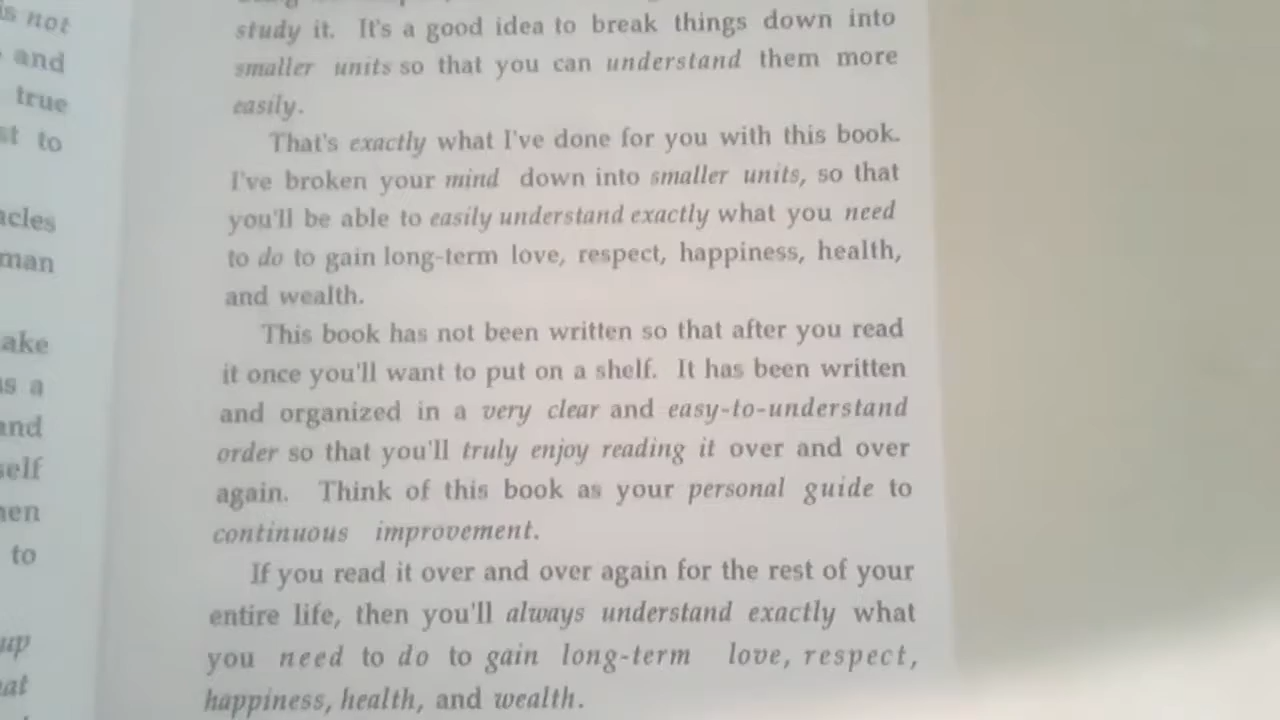 is not
and
true
st to
acles
man
ake
as a
and
self
hen
to
up
at
study it. It's a good idea to break things down into
smaller units so that you can understand them more
easily.
That's exactly what I've done for you with this book.
I've broken your mind down into smaller units, so that
you'll be able to easily understand exactly what you need
to do to gain long-term love, respect, happiness, health,
and wealth.
This book has not been written so that after you read
it once you'll want to put on a shelf. It has been written
and organized in a very clear and easy-to-understand
order so that you'll truly enjoy reading it over and over
again. Think of this book as your personal guide to
continuous improvement.
If you read it over and over again for the rest of your
entire life, then you'll always understand exactly what
you need to do to gain long-term love, respect,
happiness, health, and wealth.